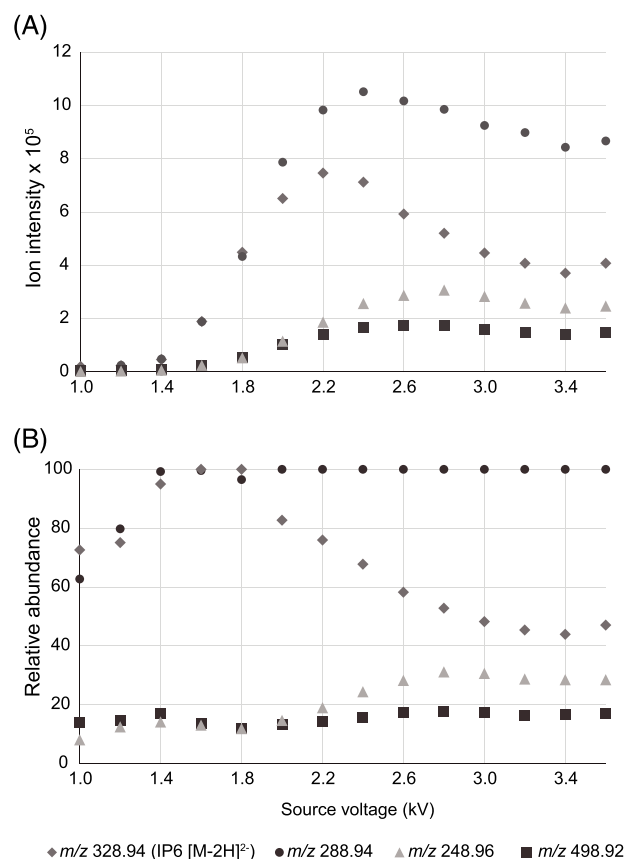 (A)
Ion intensity x 10⁵
12
10
8
6
4
2
0
1.0 1.4 1.8 2.2 2.6 3.0 3.4
(B)
Relative abundance
100
80
60
40
20
0
1.0 1.4 1.8 2.2 2.6 3.0 3.4
Source voltage (kV)
m/z 328.94 (IP6 [M-2H]²⁻) m/z 288.94 m/z 248.96 m/z 498.92